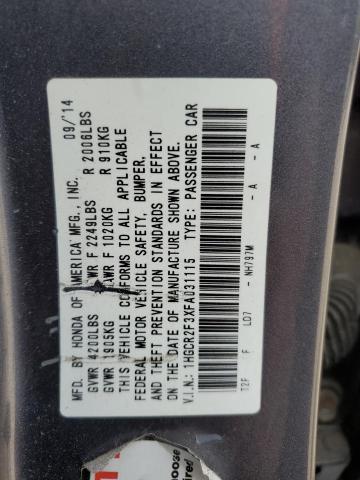 MFD. BY HONDA OF AMERICA MFG., INC. 09/'14
GVWR 4200LBS GAWR F 2249LBS R 2006LBS
GVWR 1905KG GAWR F 1020KG R 910KG
THIS VEHICLE CONFORMS TO ALL APPLICABLE
FEDERAL MOTOR VEHICLE SAFETY, BUMPER,
AND THEFT PREVENTION STANDARDS IN EFFECT
ON THE DATE OF MANUFACTURE SHOWN ABOVE.
V.I.N.: 1HGCR2F3XFA031115 TYPE: PASSENGER CAR
T2F F LD7 - NH797M - A - A